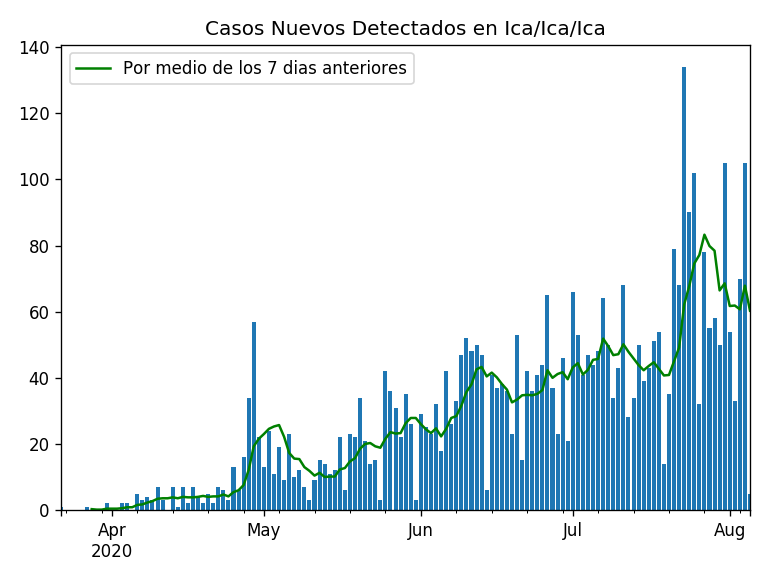 Casos Nuevos Detectados en Ica/Ica/Ica
Por medio de los 7 dias anteriores
140
120
100
80
60
40
20
0
Apr
2020
May
Jun
Jul
Aug